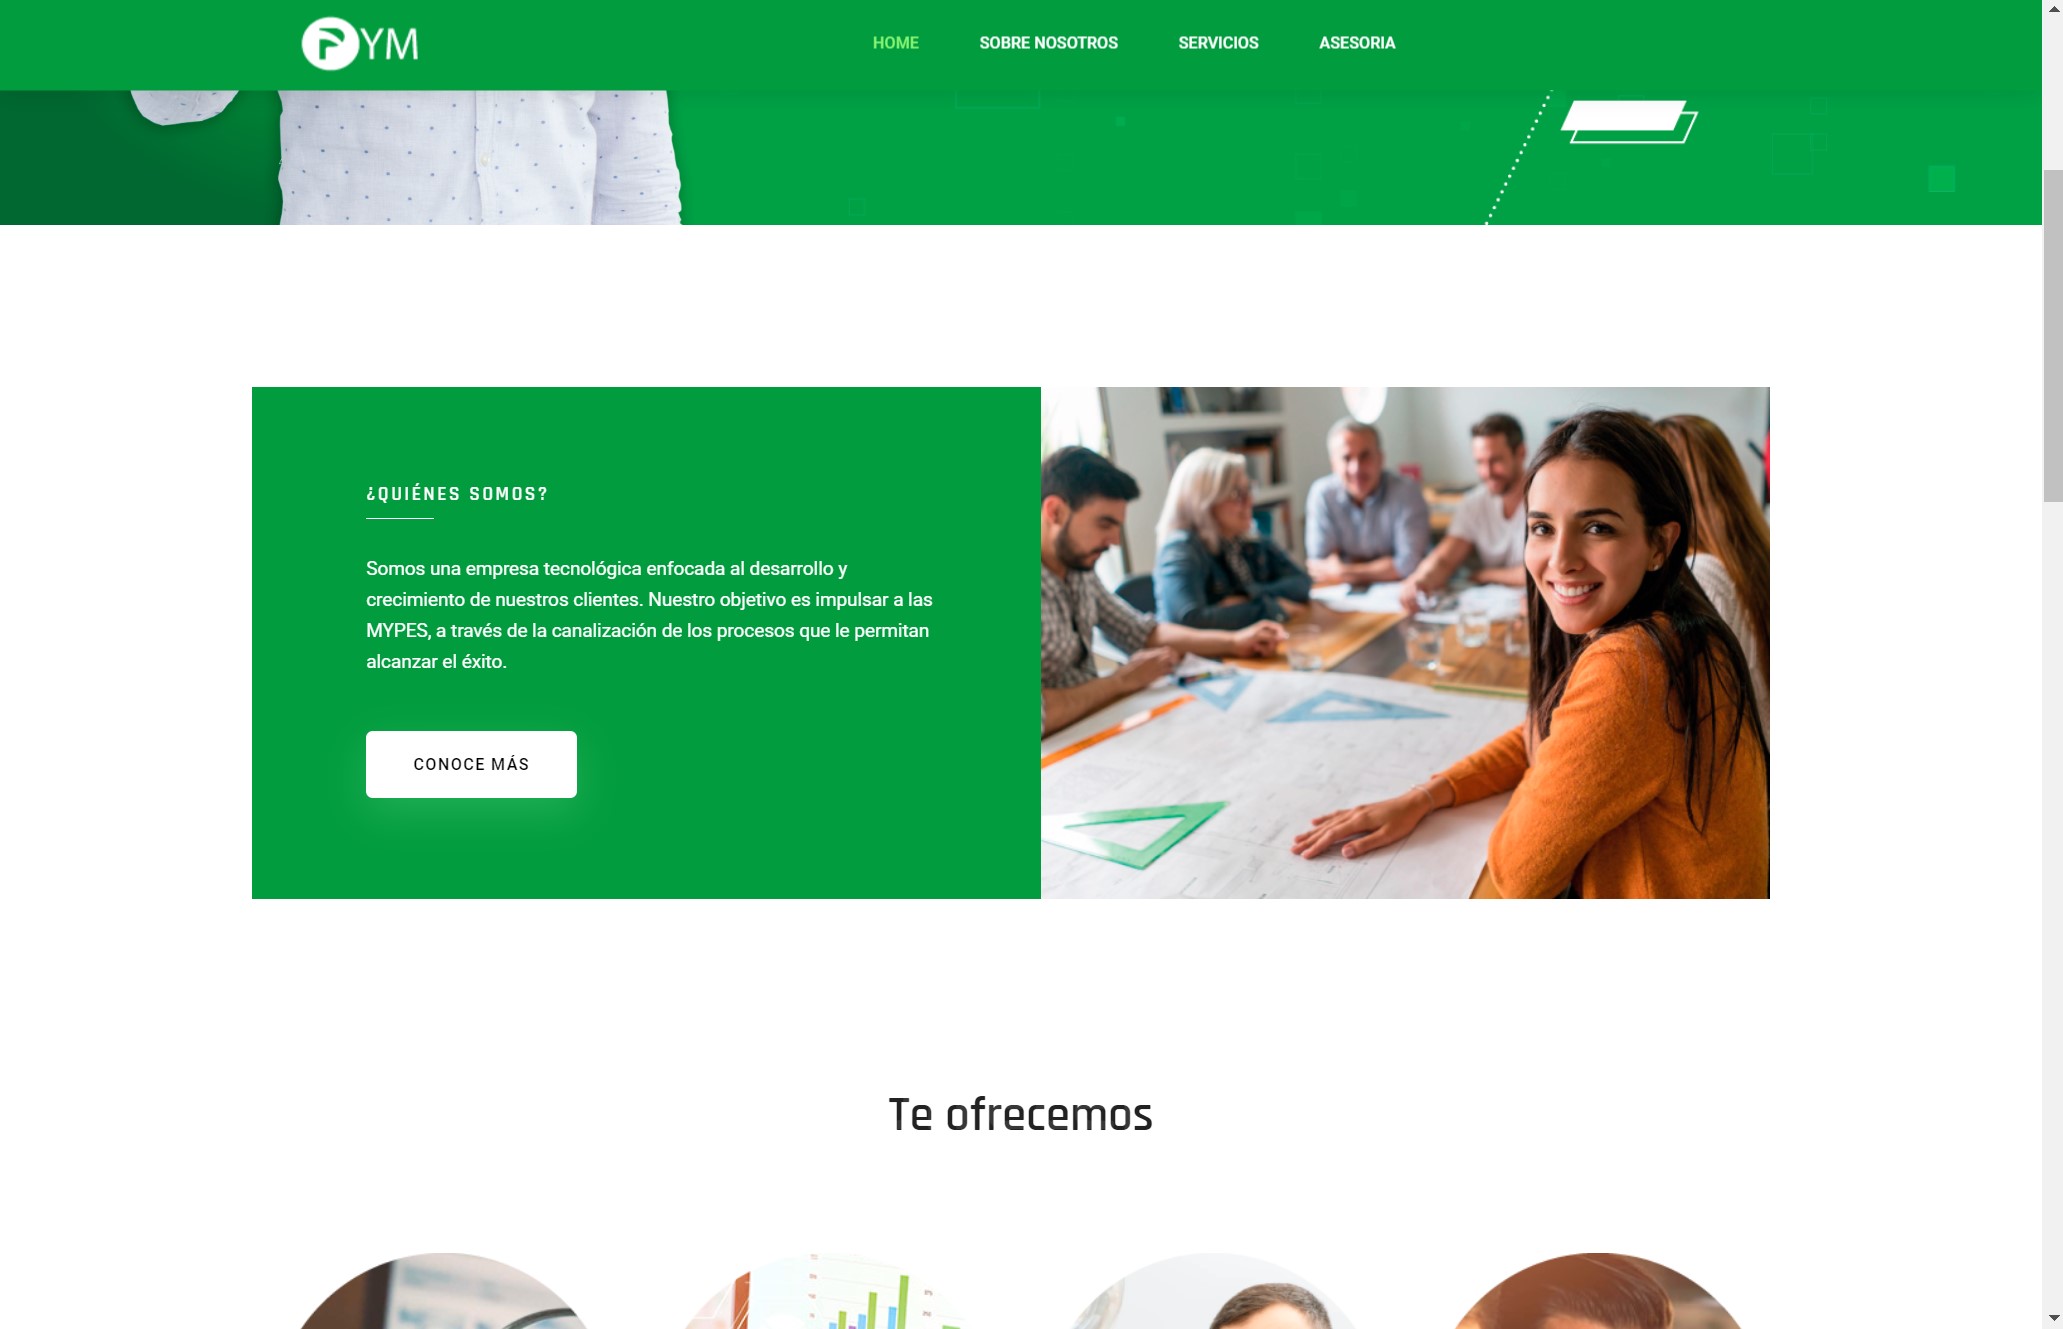 PYM
HOME
SOBRE NOSOTROS
SERVICIOS
ASESORIA
¿QUIÉNES SOMOS?
Somos una empresa tecnológica enfocada al desarrollo y
crecimiento de nuestros clientes. Nuestro objetivo es impulsar a las
MYPES, a través de la canalización de los procesos que le permitan
alcanzar el éxito.
CONOCE MÁS
Te ofrecemos